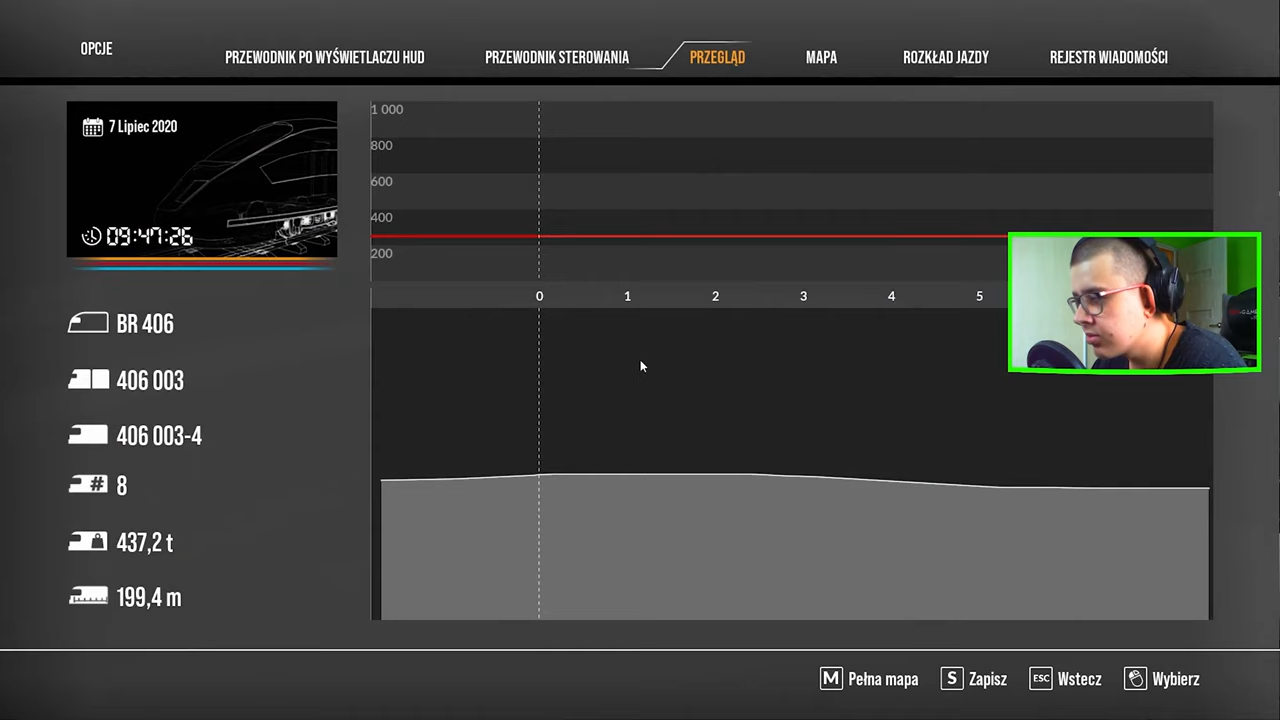 OPCJE
PRZEWODNIK PO WYŚWIETLACZU HUD
PRZEWODNIK STEROWANIA
PRZEGLĄD
MAPA
ROZKŁAD JAZDY
REJESTR WIADOMOŚCI
7 Lipiec 2020
09:47:26
BR 406
406 003
406 003-4
# 8
437,2 t
199,4 m
1 000
800
600
400
200
0 1 2 3 4 5
M Pełna mapa
S Zapisz
ESC Wstecz
Wybierz